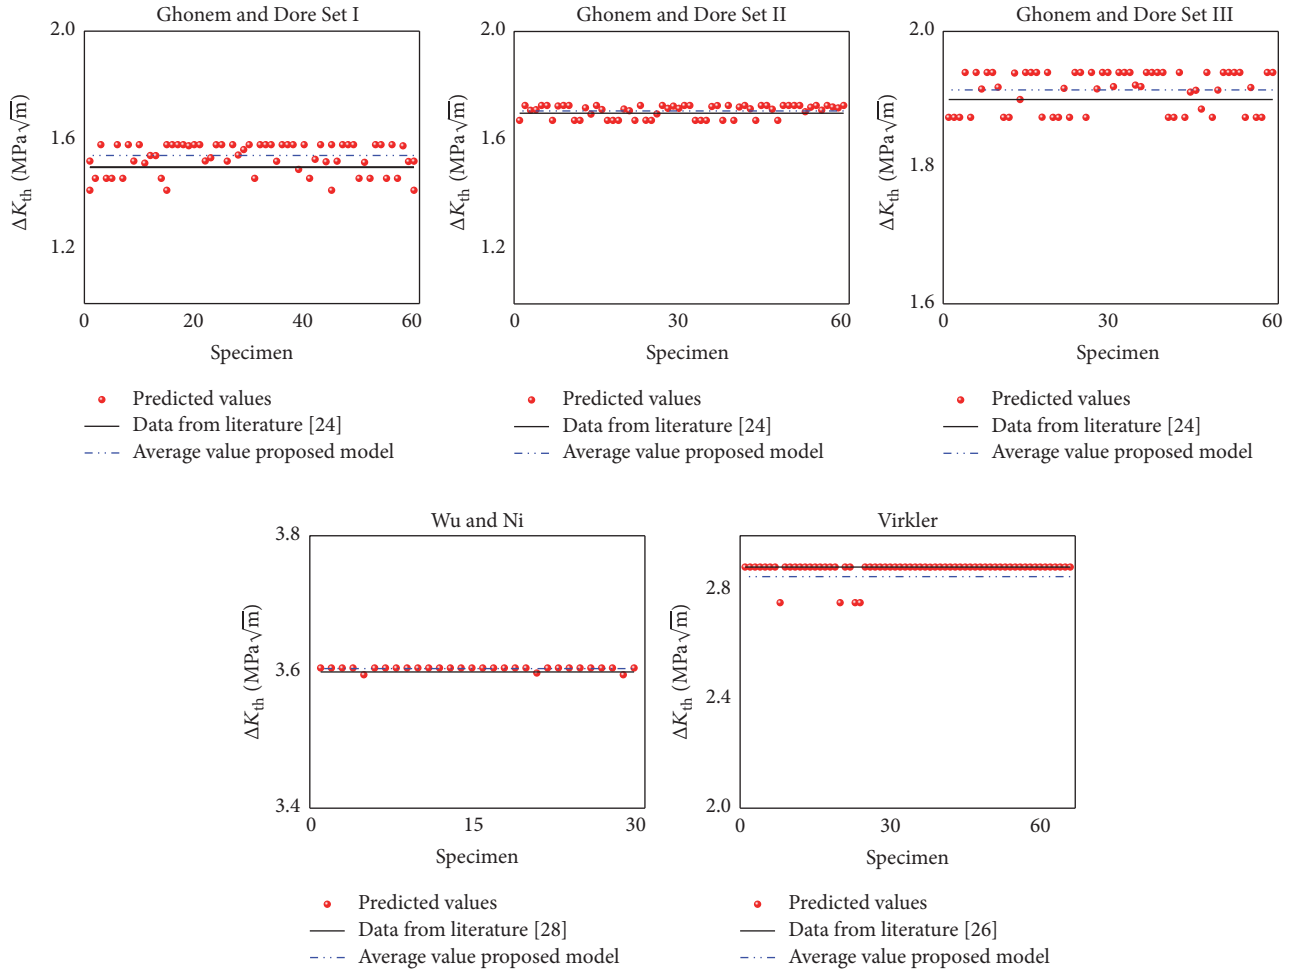 Ghonem and Dore Set I
2.0
1.6
1.2
ΔK_th (MPa√m)
0
20
40
60
Specimen
Predicted values
Data from literature [24]
Average value proposed model
Ghonem and Dore Set II
2.0
1.6
1.2
ΔK_th (MPa√m)
0
30
60
Specimen
Predicted values
Data from literature [24]
Average value proposed model
Ghonem and Dore Set III
2.0
1.8
1.6
ΔK_th (MPa√m)
0
30
60
Specimen
Predicted values
Data from literature [24]
Average value proposed model
Wu and Ni
3.8
3.6
3.4
ΔK_th (MPa√m)
0
15
30
Specimen
Predicted values
Data from literature [28]
Average value proposed model
Virkler
2.8
2.4
2.0
ΔK_th (MPa√m)
0
30
60
Specimen
Predicted values
Data from literature [26]
Average value proposed model